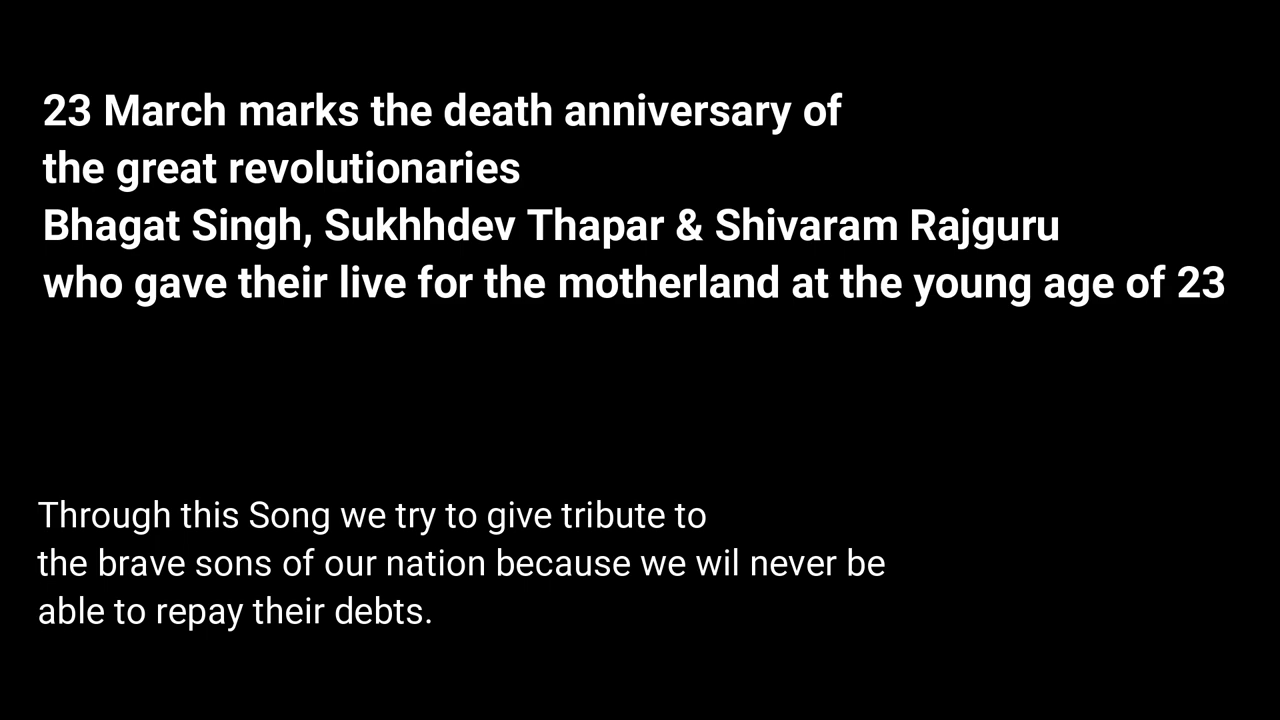 23 March marks the death anniversary of
the great revolutionaries
Bhagat Singh, Sukhhdev Thapar & Shivaram Rajguru
who gave their live for the motherland at the young age of 23
Through this Song we try to give tribute to
the brave sons of our nation because we wil never be
able to repay their debts.